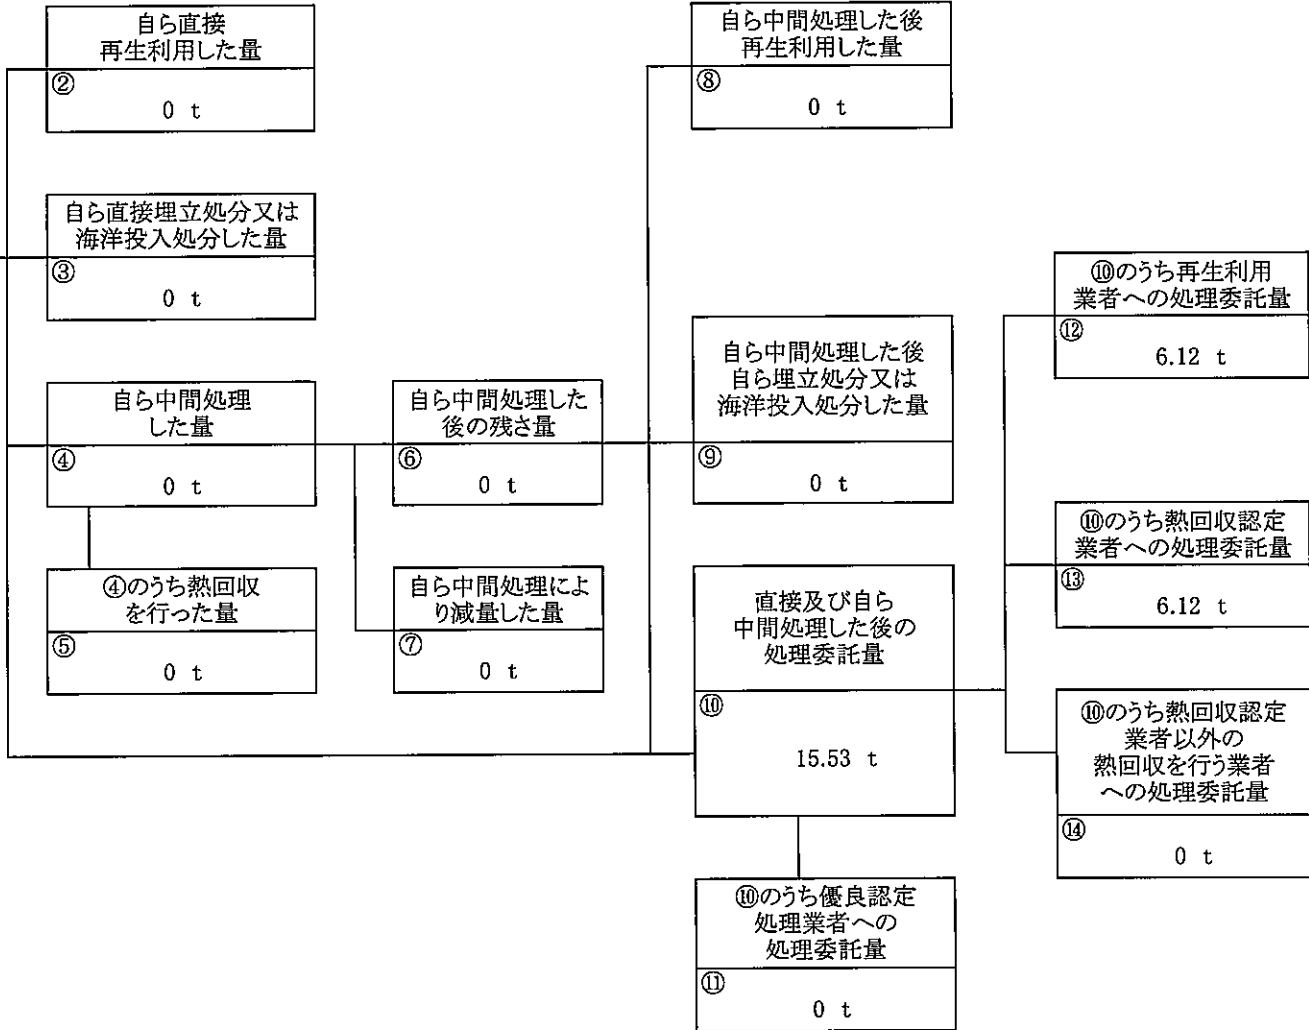 自ら直接
再生利用した量
②
0 t
自ら直接埋立処分又は
海洋投入処分した量
③
0 t
自ら中間処理
した量
④
0 t
④のうち熱回収
を行った量
⑤
0 t
自ら中間処理した
後の残さ量
⑥
0 t
自ら中間処理によ
り減量した量
⑦
0 t
自ら中間処理した後
再生利用した量
⑧
0 t
自ら中間処理した後
自ら埋立処分又は
海洋投入処分した量
⑨
0 t
直接及び自ら
中間処理した後の
処理委託量
⑩
15.53 t
⑩のうち優良認定
処理業者への
処理委託量
⑪
0 t
⑩のうち再生利用
業者への処理委託量
⑫
6.12 t
⑩のうち熱回収認定
業者への処理委託量
⑬
6.12 t
⑩のうち熱回収認定
業者以外の
熱回収を行う業者
への処理委託量
⑭
0 t